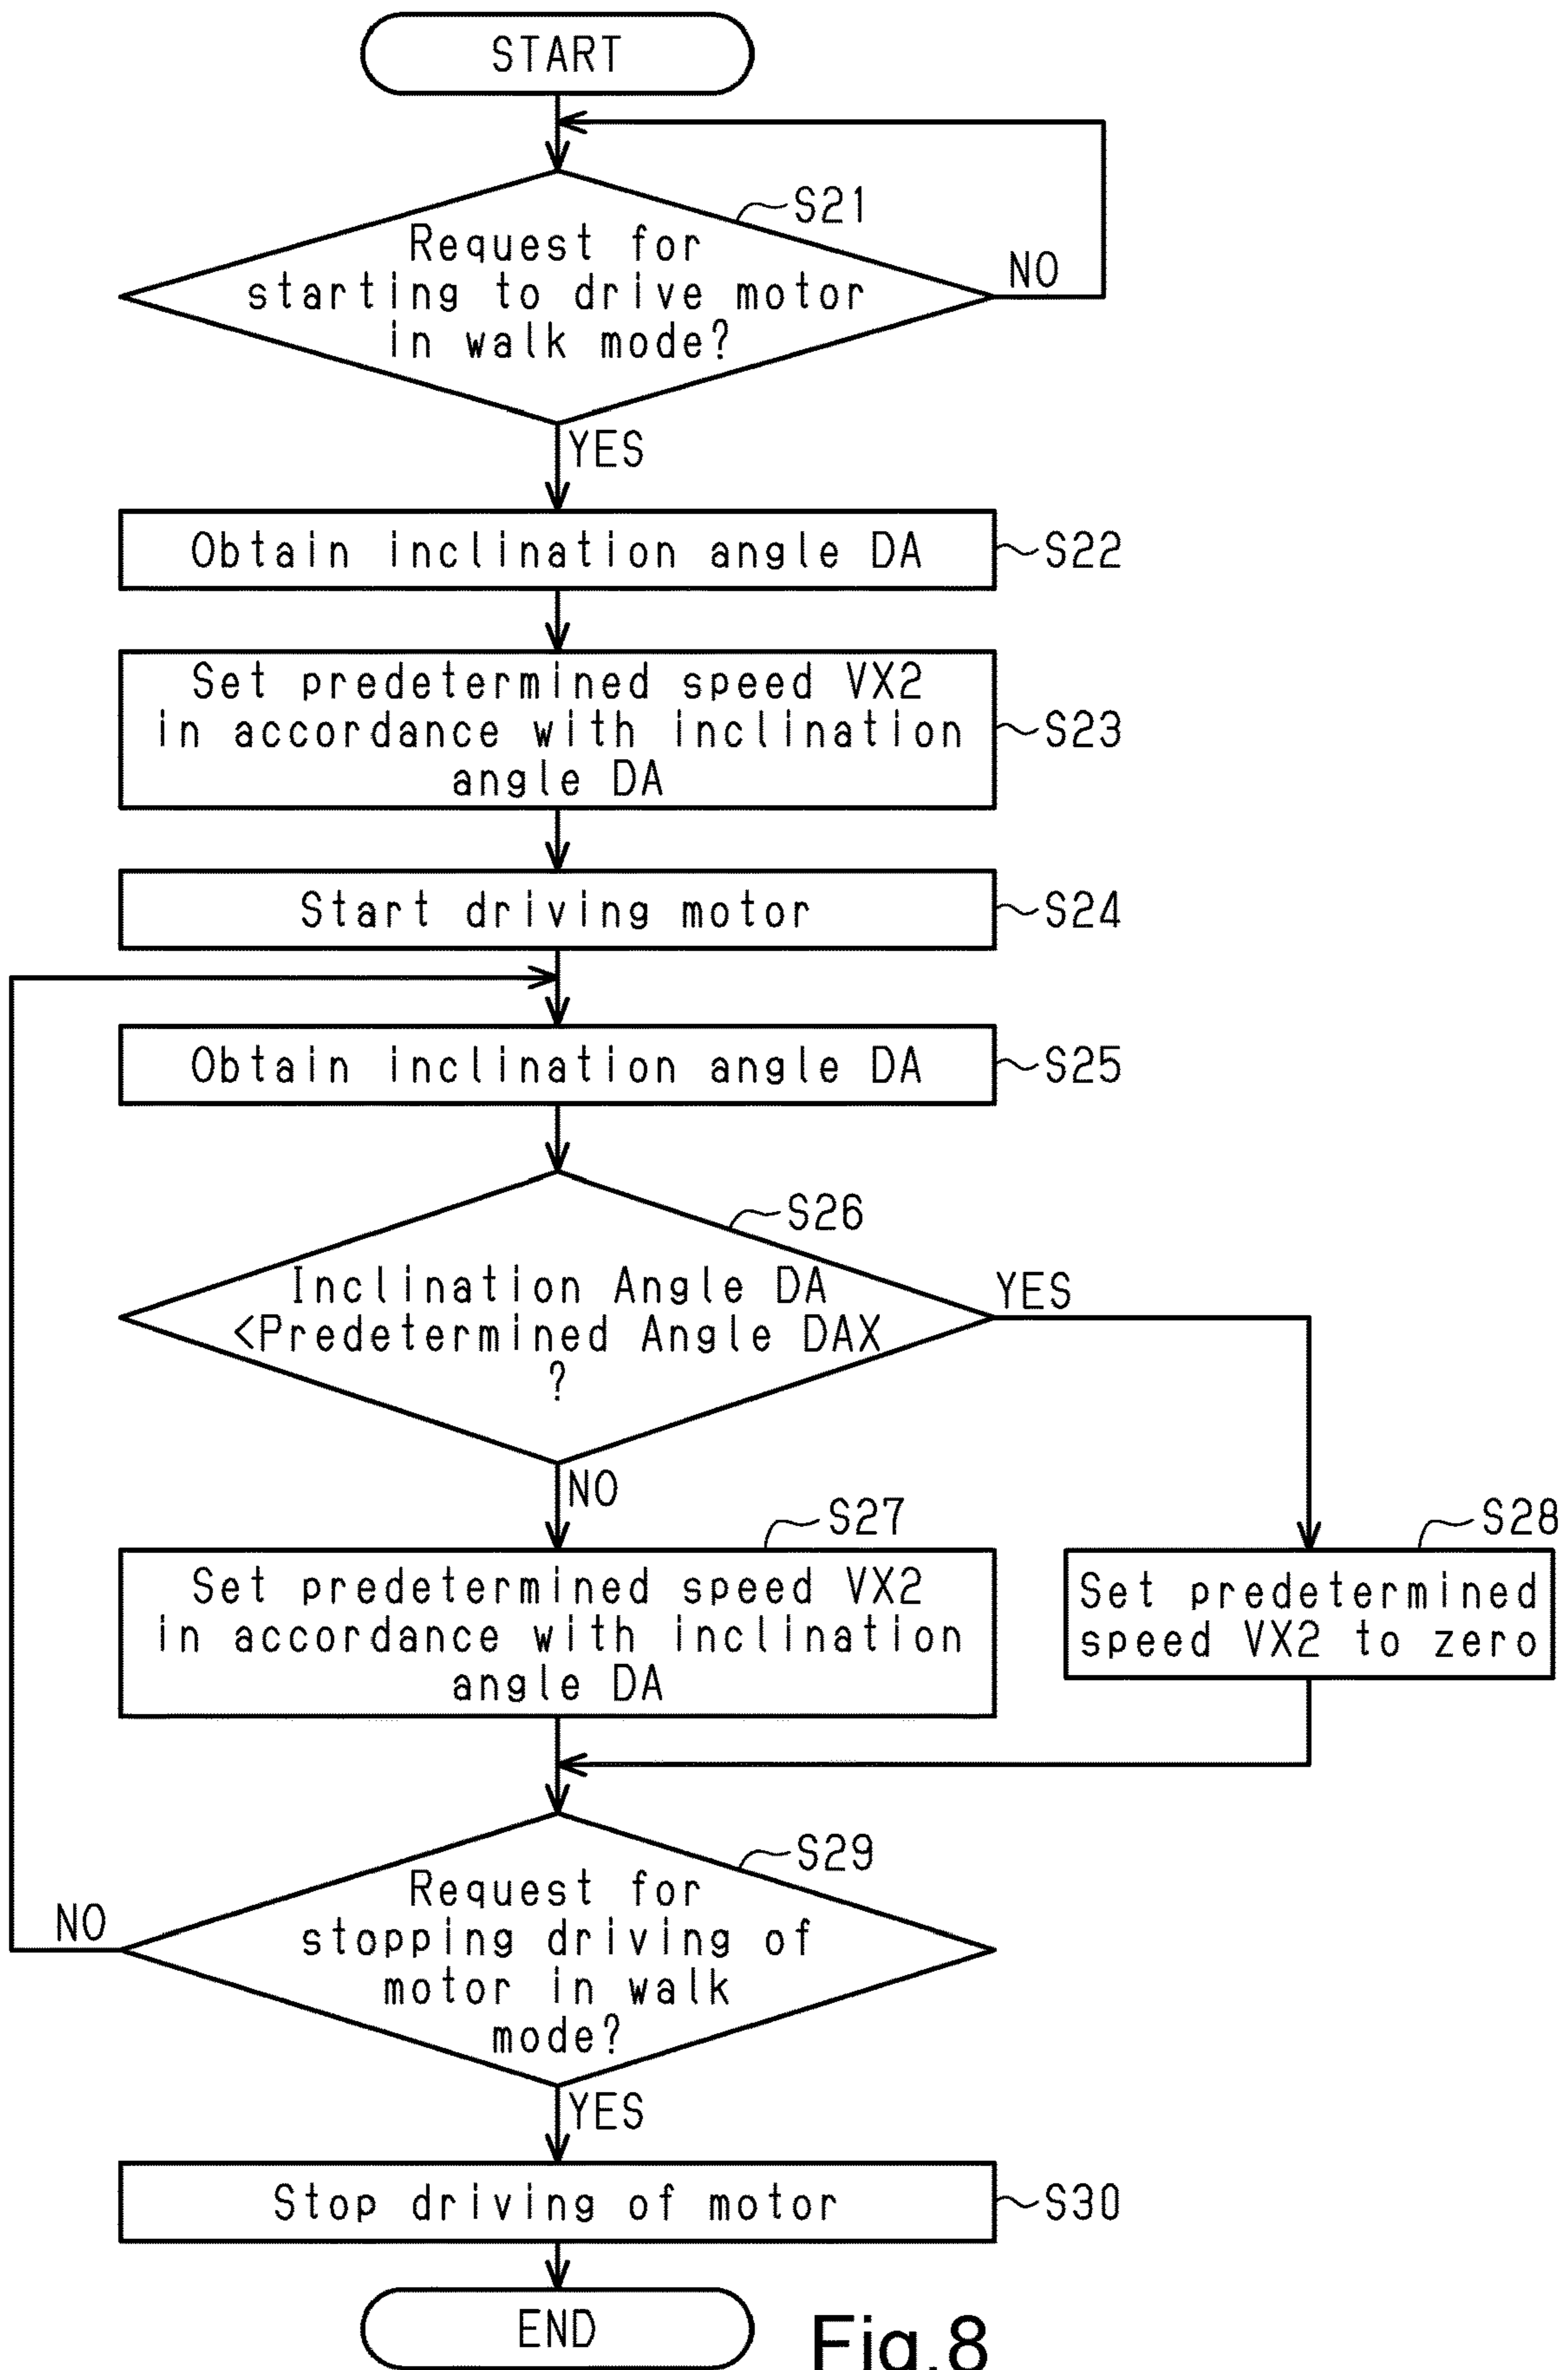 START
S21
Request for
starting to drive motor
in walk mode?
NO
YES
Obtain inclination angle DA
S22
Set predetermined speed VX2
in accordance with inclination
angle DA
S23
Start driving motor
S24
Obtain inclination angle DA
S25
S26
Inclination Angle DA
<Predetermined Angle DAX
?
YES
NO
S27
Set predetermined speed VX2
in accordance with inclination
angle DA
S28
Set predetermined
speed VX2 to zero
S29
Request for
stopping driving of
motor in walk
mode?
NO
YES
Stop driving of motor
S30
END
Fig.8